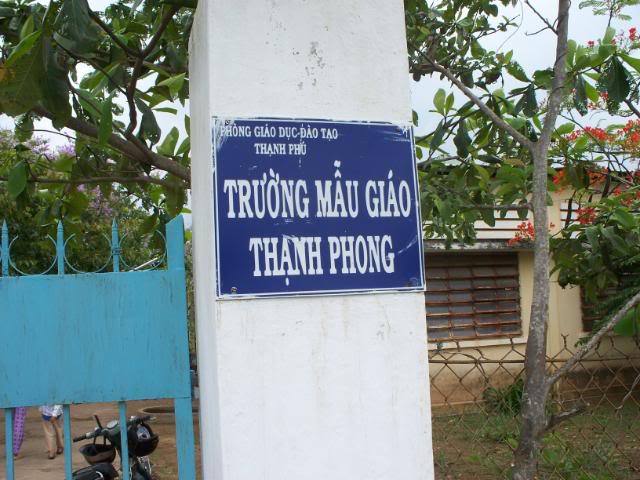 PHÒNG GIÁO DỤC-ĐÀO TẠO
THẠNH PHÚ
TRƯỜNG MẪU GIÁO
THẠNH PHONG